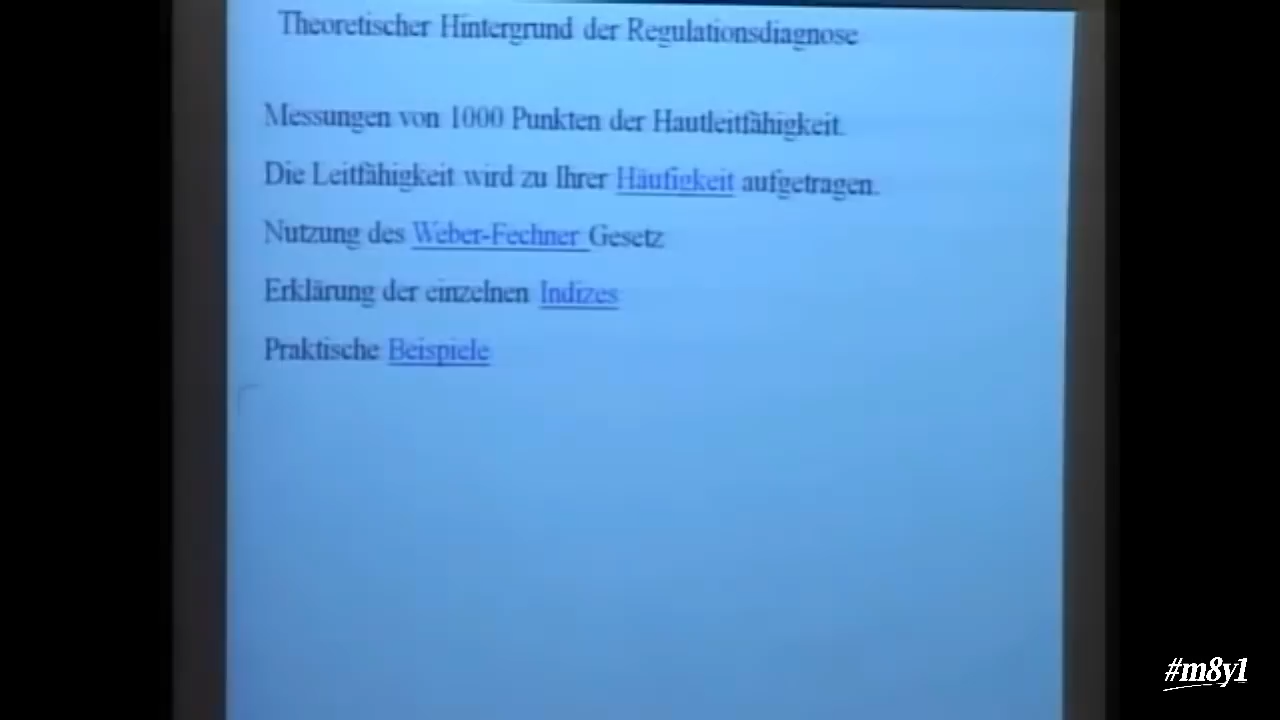 Theoretischer Hintergrund der Regulationsdiagnose
Messungen von 1000 Punkten der Hautleitfähigkeit.
Die Leitfähigkeit wird zu Ihrer Häufigkeit aufgetragen.
Nutzung des Weber-Fechner Gesetz
Erklärung der einzelnen Indizes
Praktische Beispiele
#m8y1